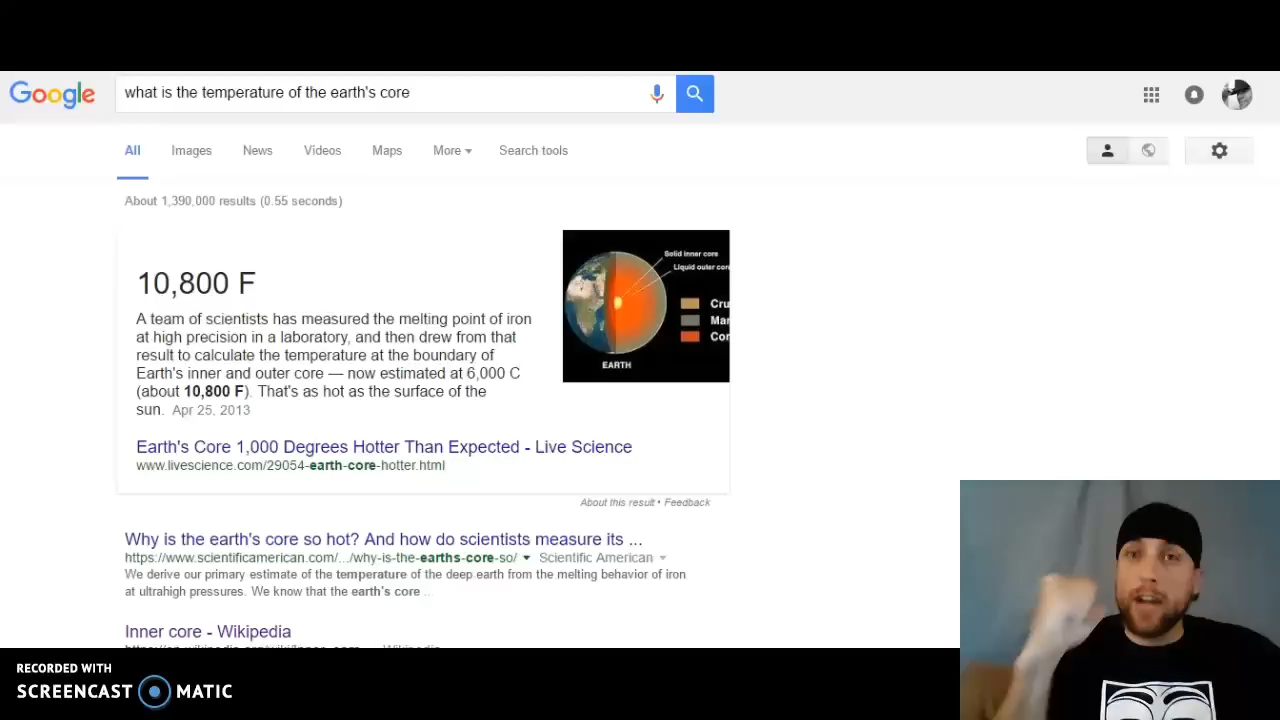 Google
what is the temperature of the earth's core
All Images News Videos Maps More Search tools
About 1,390,000 results (0.55 seconds)
10,800 F
A team of scientists has measured the melting point of iron
at high precision in a laboratory, and then drew from that
result to calculate the temperature at the boundary of
Earth's inner and outer core — now estimated at 6,000 C
(about 10,800 F). That's as hot as the surface of the
sun. Apr 25, 2013
Solid inner core
Liquid outer cor
Cru
Man
Cor
EARTH
Earth's Core 1,000 Degrees Hotter Than Expected - Live Science
www.livescience.com/29054-earth-core-hotter.html
About this result • Feedback
Why is the earth's core so hot? And how do scientists measure its ...
https://www.scientificamerican.com/.../why-is-the-earths-core-so/ Scientific American
We derive our primary estimate of the temperature of the deep earth from the melting behavior of iron
at ultrahigh pressures. We know that the earth's core ...
Inner core - Wikipedia
RECORDED WITH
SCREENCAST MATIC